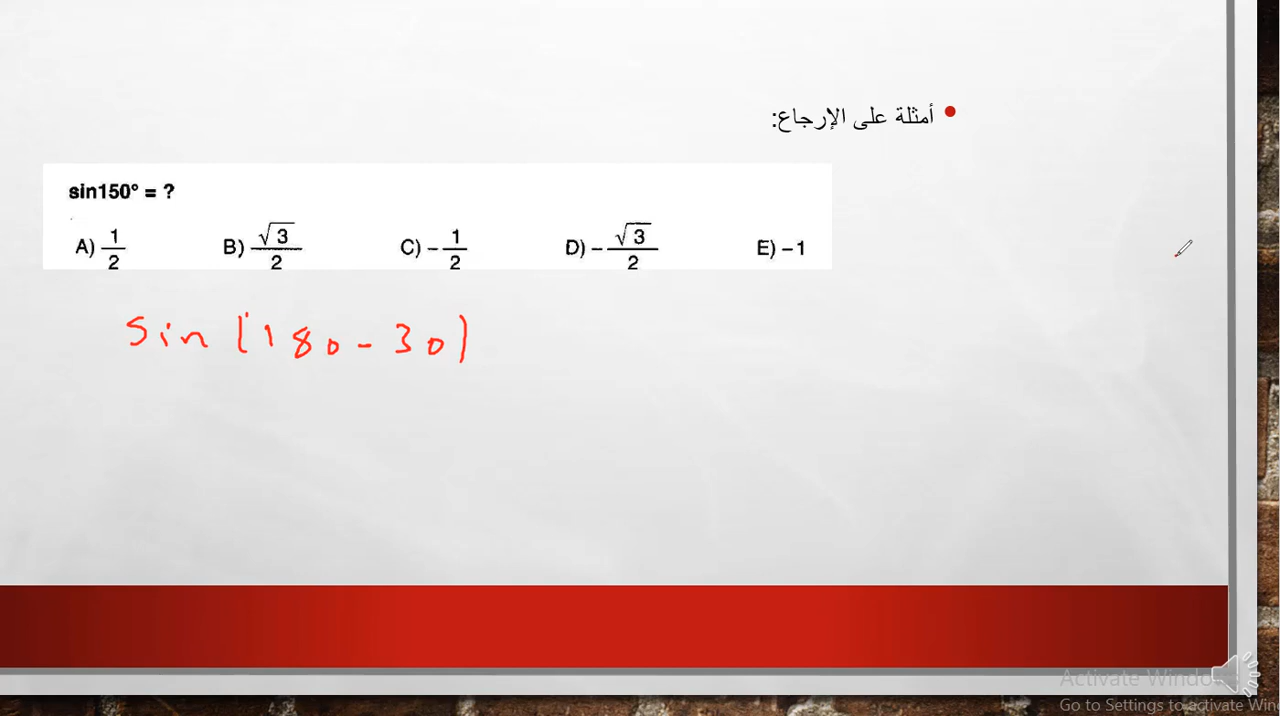 • أمثلة على الإرجاع:
sin150° = ?
A) 1/2 B) √3/2 C) −1/2 D) −√3/2 E) −1
sin (180 - 30)
Activate Windows
Go to Settings to activate Win